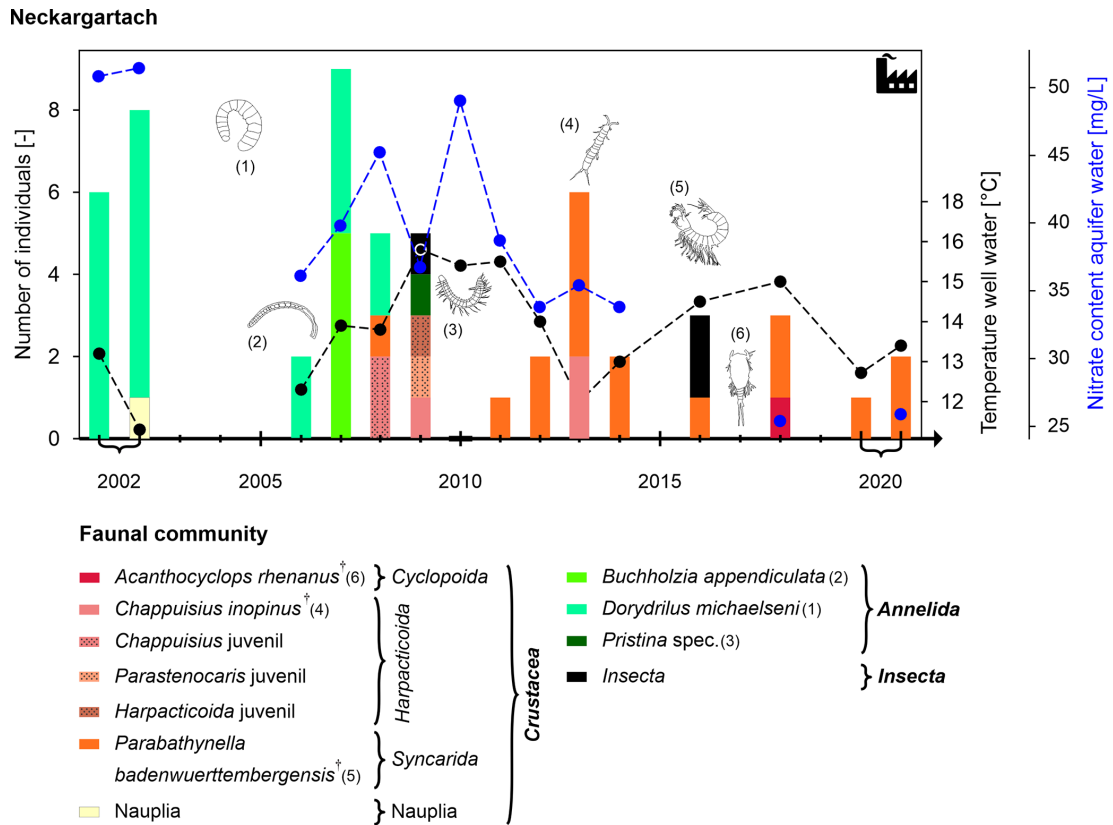 Neckargartach
Number of individuals [-]
8
6
4
2
0
(1)
(2)
(3)
(4)
(5)
(6)
18
17
16
15
14
13
12
Temperature well water [°C]
50
45
40
35
30
25
Nitrate content aquifer water [mg/L]
2002
2005
2010
2015
2020
Faunal community
Acanthocyclops rhenanus†(6)
Cyclopoida
Chappuisius inopinus†(4)
Chappuisius juvenil
Parastenocaris juvenil
Harpacticoida juvenil
Harpacticoida
Parabathynella
badenwuerttembergensis†(5)
Syncarida
Nauplia
Nauplia
Crustacea
Buchholzia appendiculata (2)
Dorydrilus michaelseni (1)
Pristina spec. (3)
Annelida
Insecta
Insecta